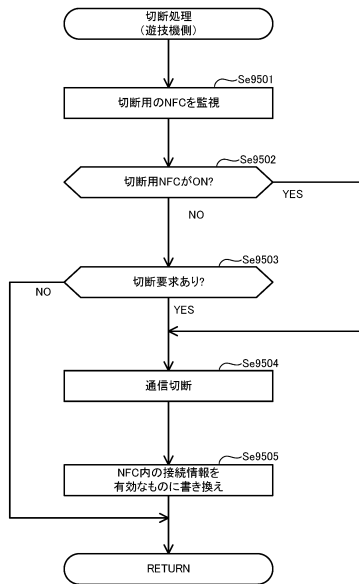 切断処理
(遊技機側)
Se9501
切断用のNFCを監視
Se9502
切断用NFCがON?
YES
NO
Se9503
切断要求あり?
NO
YES
Se9504
通信切断
Se9505
NFC内の接続情報を
有効なものに書き換え
RETURN